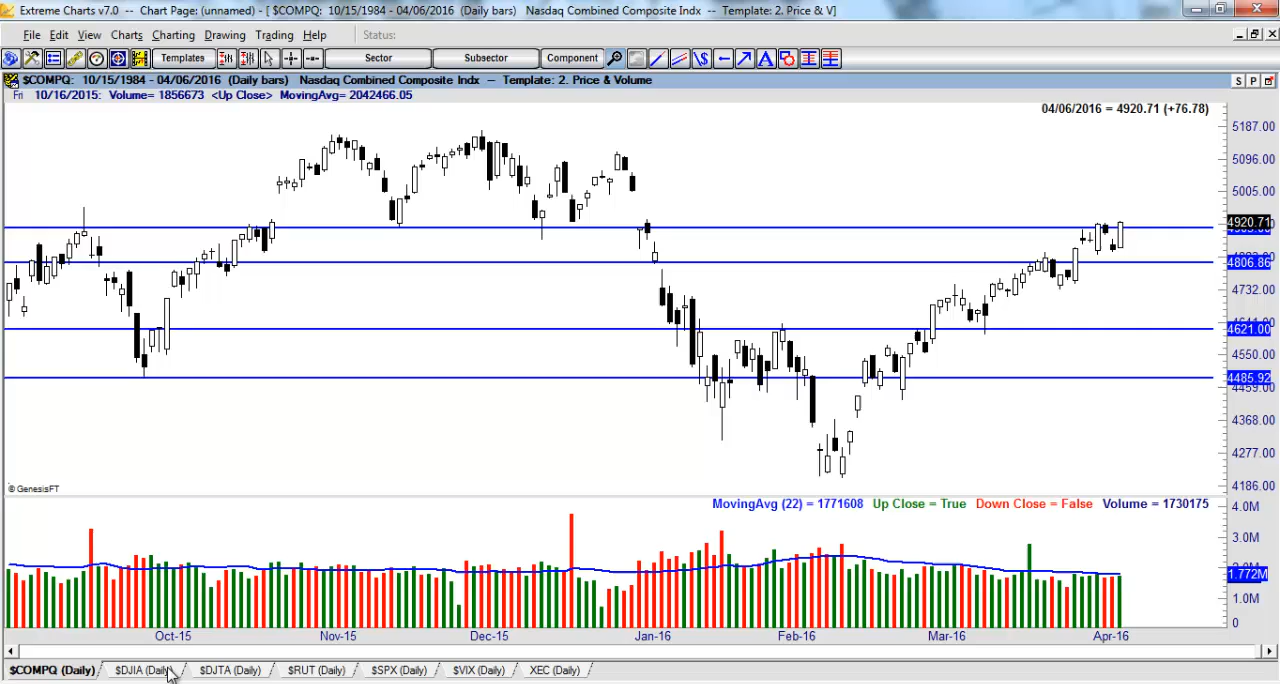 Extreme Charts v7.0 -- Chart Page: (unnamed) - [ $COMPQ: 10/15/1984 - 04/06/2016 (Daily bars) Nasdaq Combined Composite Indx -- Template: 2. Price & V]
File Edit View Charts Charting Drawing Trading Help Status:
Templates Sector Subsector Component
$COMPQ: 10/15/1984 - 04/06/2016 (Daily bars) Nasdaq Combined Composite Indx -- Template: 2. Price & Volume S P
Fri 10/16/2015: Volume= 1856673 <Up Close> MovingAvg= 2042466.05
04/06/2016 = 4920.71 (+76.78)
5187.00
5096.00
5005.00
4920.71
4806.86
4732.00
4621.00
4550.00
4485.92
4459.00
4368.00
4277.00
4186.00
© GenesisFT
MovingAvg (22) = 1771608 Up Close = True Down Close = False Volume = 1730175
4.0M
3.0M
1.772M
1.0M
0
Oct-15 Nov-15 Dec-15 Jan-16 Feb-16 Mar-16 Apr-16
$COMPQ (Daily) $DJIA (Daily) $DJTA (Daily) $RUT (Daily) $SPX (Daily) $VIX (Daily) XEC (Daily)